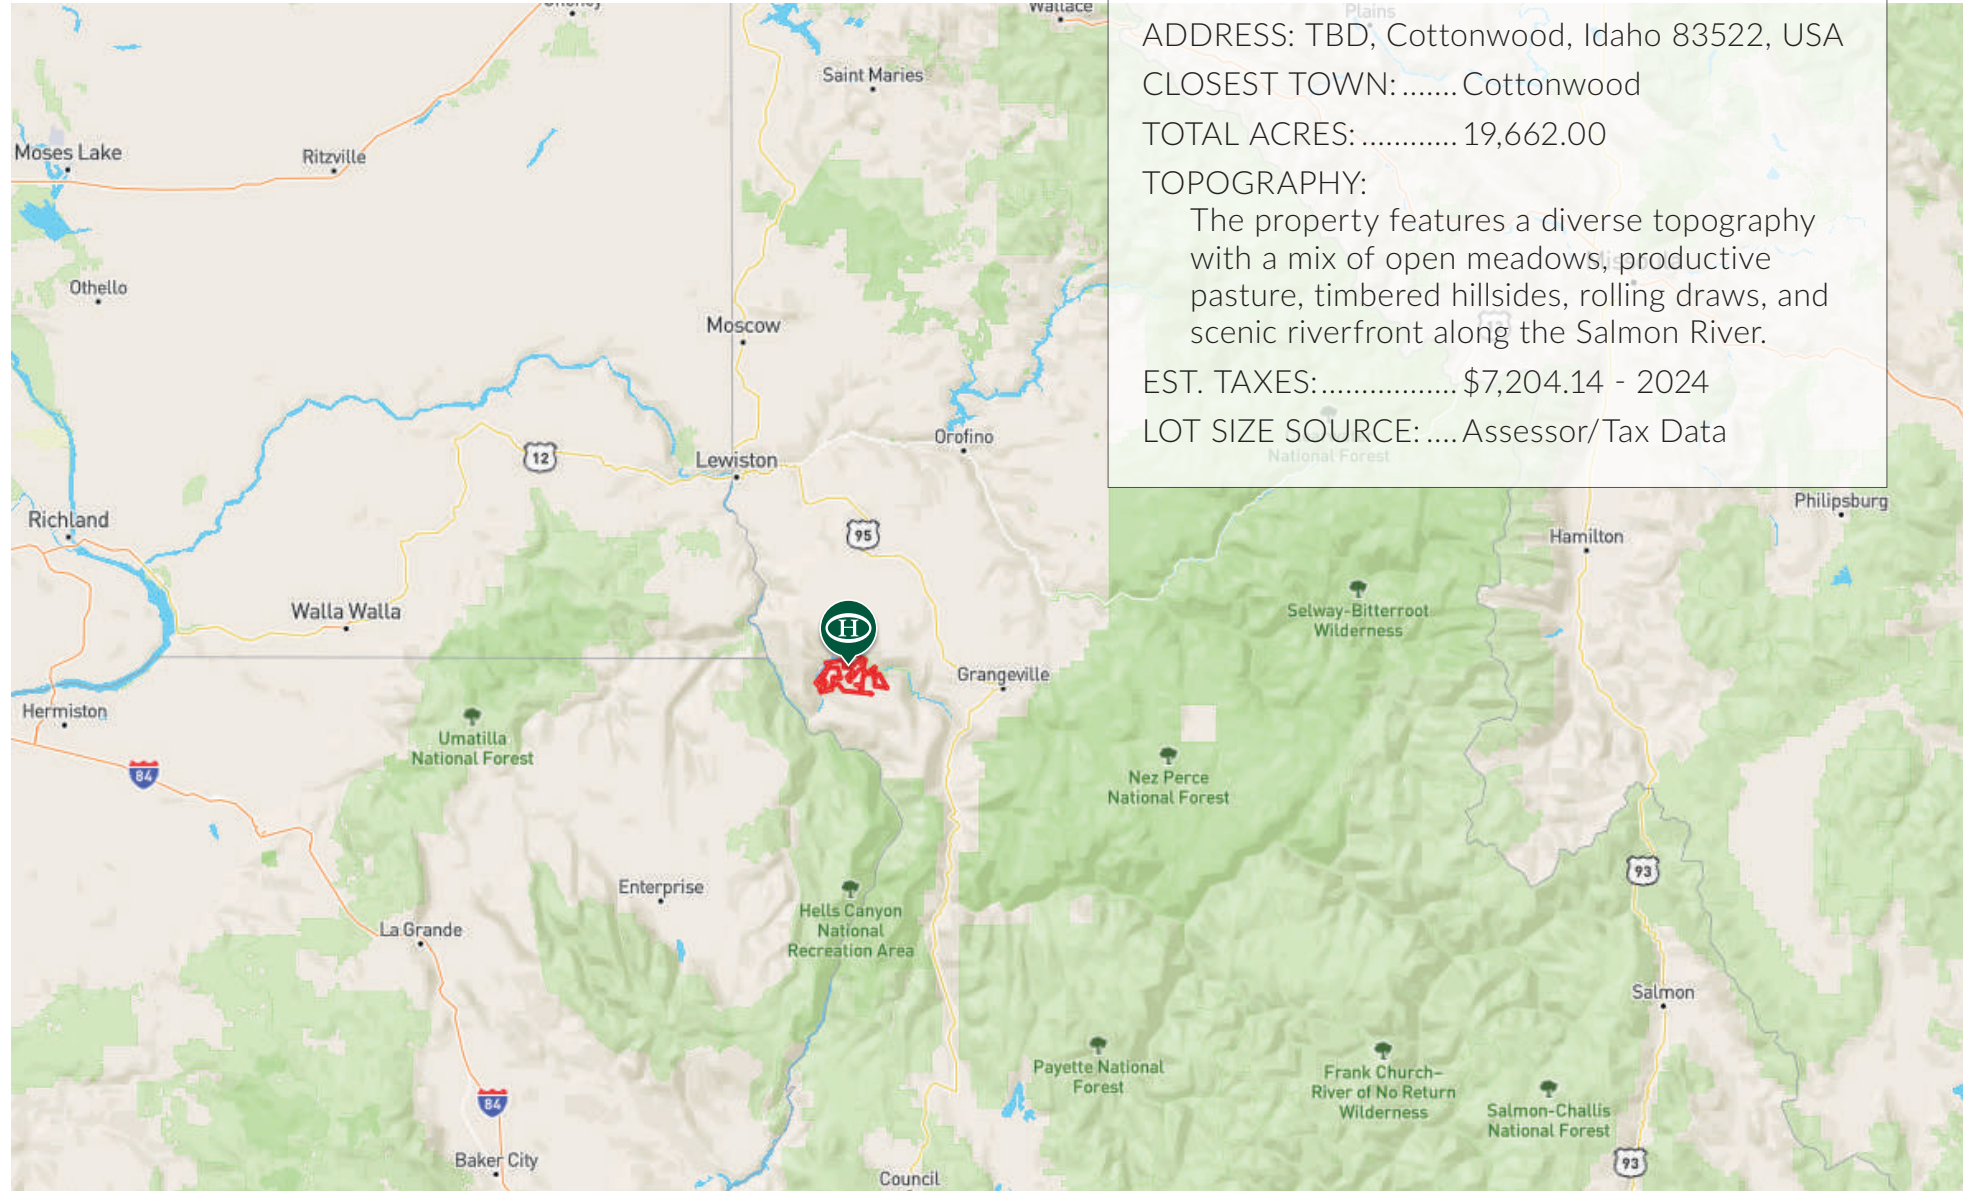 Wallace
Plains
ADDRESS: TBD, Cottonwood, Idaho 83522, USA
CLOSEST TOWN: ....... Cottonwood
TOTAL ACRES: ............ 19,662.00
TOPOGRAPHY:
The property features a diverse topography
with a mix of open meadows, productive
pasture, timbered hillsides, rolling draws, and
scenic riverfront along the Salmon River.
EST. TAXES: ................. $7,204.14 - 2024
LOT SIZE SOURCE: .... Assessor/Tax Data
National Forest
Saint Maries
Moses Lake
Ritzville
Othello
Moscow
Orofino
12
Lewiston
Richland
95
Philipsburg
Hamilton
Walla Walla
Selway-Bitterroot
Wilderness
H
Grangeville
Hermiston
Umatilla
National Forest
84
Nez Perce
National Forest
93
Enterprise
Hells Canyon
National
Recreation Area
La Grande
Salmon
Payette National
Forest
Frank Church-
River of No Return
Wilderness
84
Salmon-Challis
National Forest
Baker City
93
Council